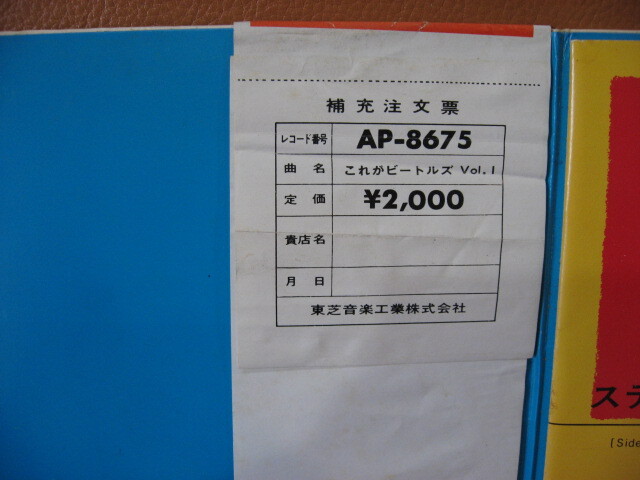 補充注文票
レコード番号 AP-8675
曲名 これがビートルズ Vol.1
定価 ¥2,000
貴店名
月日
東芝音楽工業株式会社
ステ
[Side